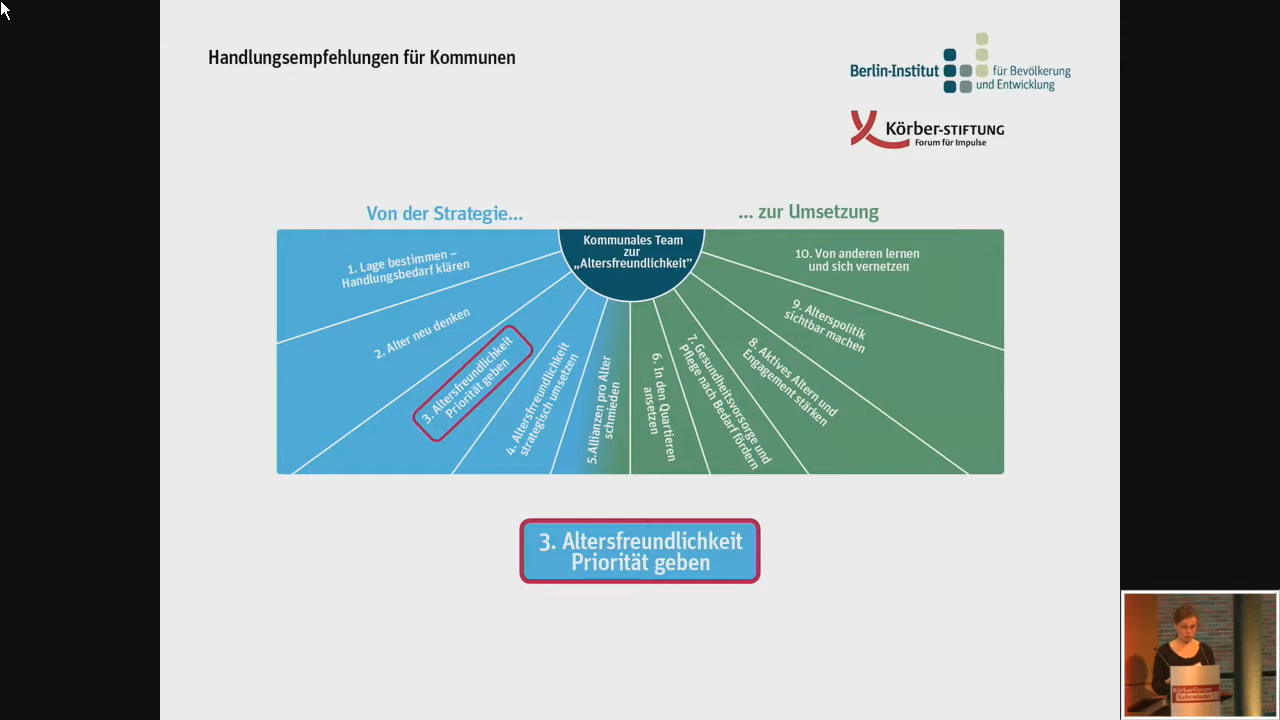 Handlungsempfehlungen für Kommunen
Berlin-Institut
für Bevölkerung
und Entwicklung
Körber-STIFTUNG
Forum für Impulse
Von der Strategie...
... zur Umsetzung
Kommunales Team
zur
„Altersfreundlichkeit”
1. Lage bestimmen –
Handlungsbedarf klären
2. Alter neu denken
3. Altersfreundlichkeit
Priorität geben
4. Altersfreundlichkeit
strategisch umsetzen
5.Allianzen pro Alter
schmieden
6. In den Quartieren
ansetzen
7. Gesundheitsvorsorge und
Pflege nach Bedarf fördern
8. Aktives Altern und
Engagement stärken
9. Alterspolitik
sichtbar machen
10. Von anderen lernen
und sich vernetzen
3. Altersfreundlichkeit
Priorität geben
KörberForum
Kehrwieder